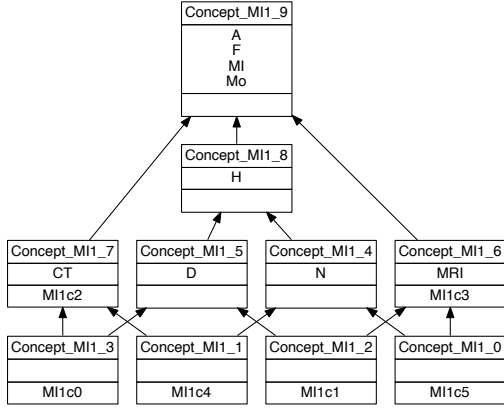 Concept_MI1_9
A
F
MI
Mo
Concept_MI1_8
H
Concept_MI1_7
CT
MI1c2
Concept_MI1_5
D
Concept_MI1_4
N
Concept_MI1_6
MRI
MI1c3
Concept_MI1_3
MI1c0
Concept_MI1_1
MI1c4
Concept_MI1_2
MI1c1
Concept_MI1_0
MI1c5